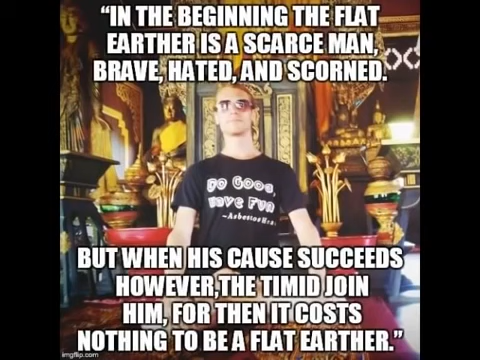 “IN THE BEGINNING THE FLAT
EARTHER IS A SCARCE MAN,
BRAVE, HATED, AND SCORNED.
Do Good,
Have Fun
~Asbestos
BUT WHEN HIS CAUSE SUCCEEDS
HOWEVER,THE TIMID JOIN
HIM, FOR THEN IT COSTS
NOTHING TO BE A FLAT EARTHER.”
imgflip.com